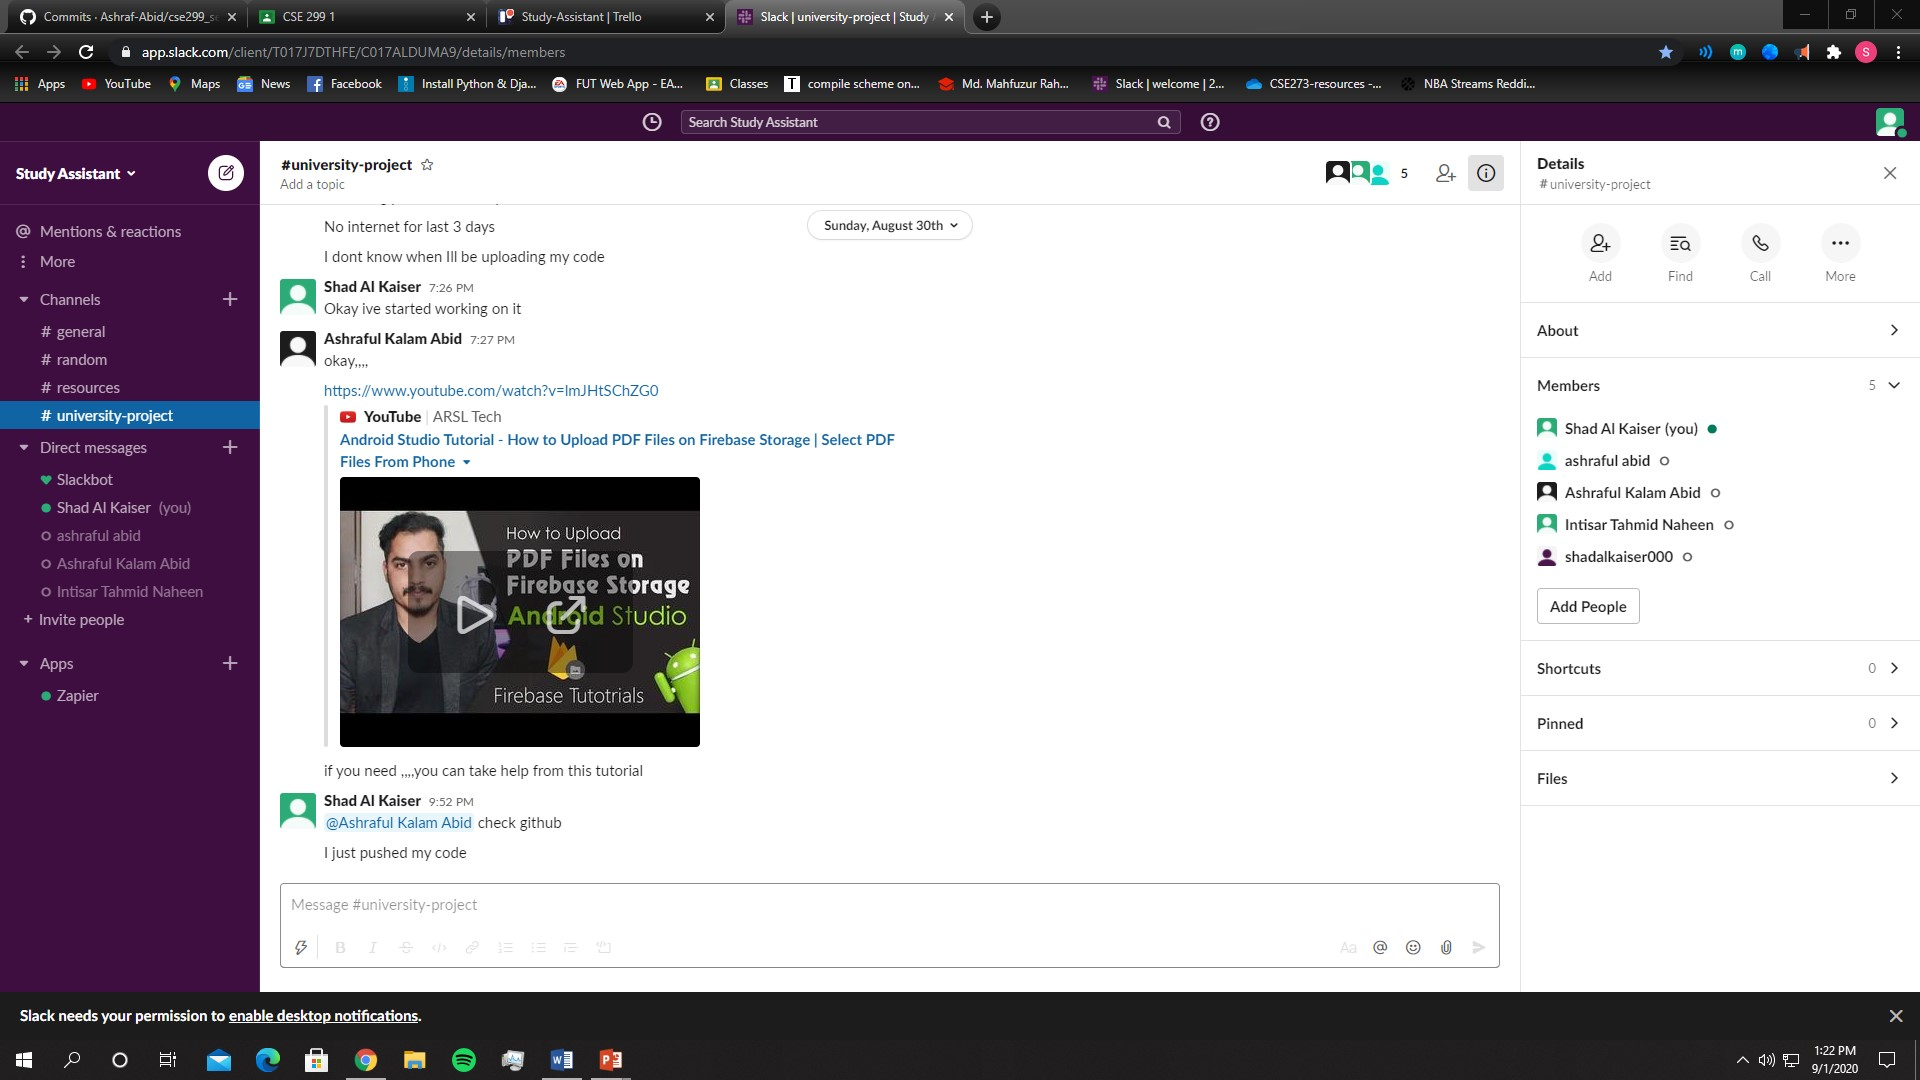 Commits · Ashraf-Abid/cse299_s
CSE 299 1
Study-Assistant | Trello
Slack | university-project | Study
app.slack.com/client/T017J7DTHFE/C017ALDUMA9/details/members
S
Apps
YouTube
Maps
News
Facebook
Install Python & Dja...
FUT Web App - EA...
Classes
compile scheme on...
Md. Mahfuzur Rah...
Slack | welcome | 2...
CSE273-resources -...
NBA Streams Reddi...
Search Study Assistant
Study Assistant
Mentions & reactions
More
Channels
# general
# random
# resources
# university-project
Direct messages
Slackbot
Shad Al Kaiser (you)
ashraful abid
Ashraful Kalam Abid
Intisar Tahmid Naheen
+ Invite people
Apps
Zapier
#university-project
Add a topic
5
Sunday, August 30th
No internet for last 3 days
I dont know when Ill be uploading my code
Shad Al Kaiser 7:26 PM
Okay ive started working on it
Ashraful Kalam Abid 7:27 PM
okay,,,,
https://www.youtube.com/watch?v=lmJHtSChZG0
YouTube | ARSL Tech
Android Studio Tutorial - How to Upload PDF Files on Firebase Storage | Select PDF
Files From Phone
How to Upload
PDF Files on
Firebase Storage
Android Studio
Firebase Tutotrials
if you need ,,,,you can take help from this tutorial
Shad Al Kaiser 9:52 PM
@Ashraful Kalam Abid check github
I just pushed my code
Message #university-project
B I S </> Aa @
Details
# university-project
Add
Find
Call
More
About
Members 5
Shad Al Kaiser (you)
ashraful abid
Ashraful Kalam Abid
Intisar Tahmid Naheen
shadalkaiser000
Add People
Shortcuts 0
Pinned 0
Files
Slack needs your permission to enable desktop notifications.
1:22 PM
9/1/2020